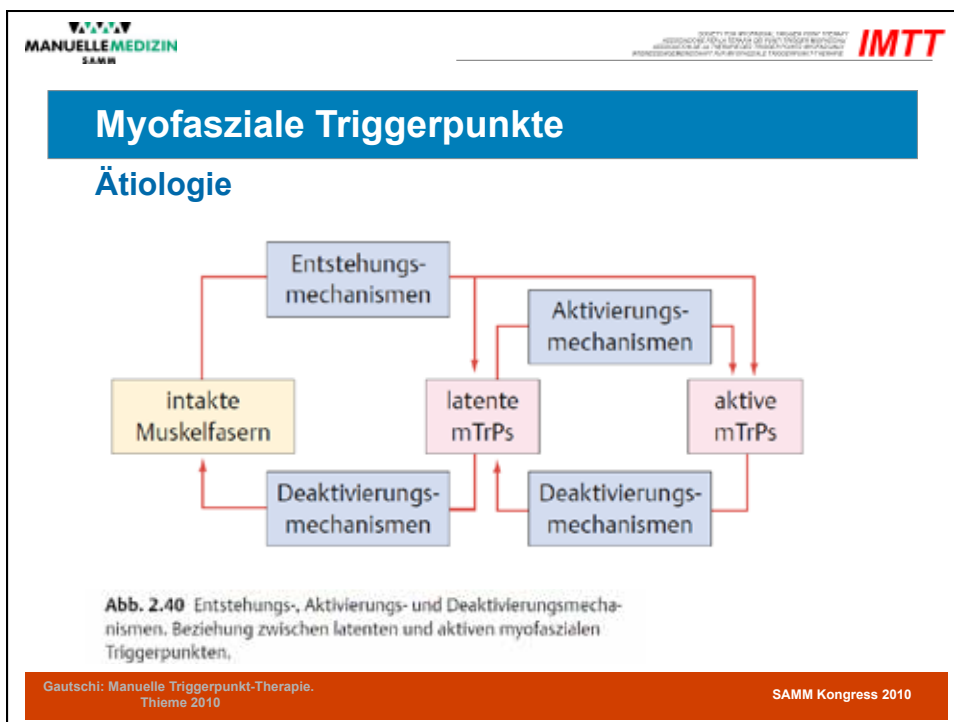 MANUELLEMEDIZIN
SAMM
IMTT
Myofasziale Triggerpunkte
Ätiologie
Entstehungs-
mechanismen
Aktivierungs-
mechanismen
intakte
Muskelfasern
latente
mTrPs
aktive
mTrPs
Deaktivierungs-
mechanismen
Deaktivierungs-
mechanismen
Abb. 2.40 Entstehungs-, Aktivierungs- und Deaktivierungsmecha-
nismen. Beziehung zwischen latenten und aktiven myofaszialen
Triggerpunkten.
Gautschi: Manuelle Triggerpunkt-Therapie.
Thieme 2010
SAMM Kongress 2010